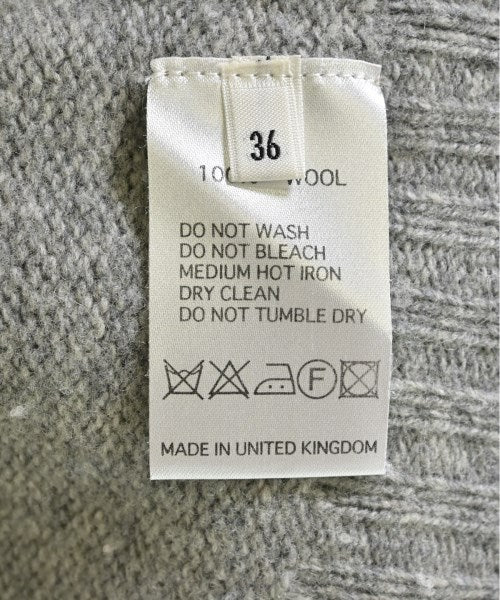 36
WOOL
DO NOT WASH
DO NOT BLEACH
MEDIUM HOT IRON
DRY CLEAN
DO NOT TUMBLE DRY
F
MADE IN UNITED KINGDOM